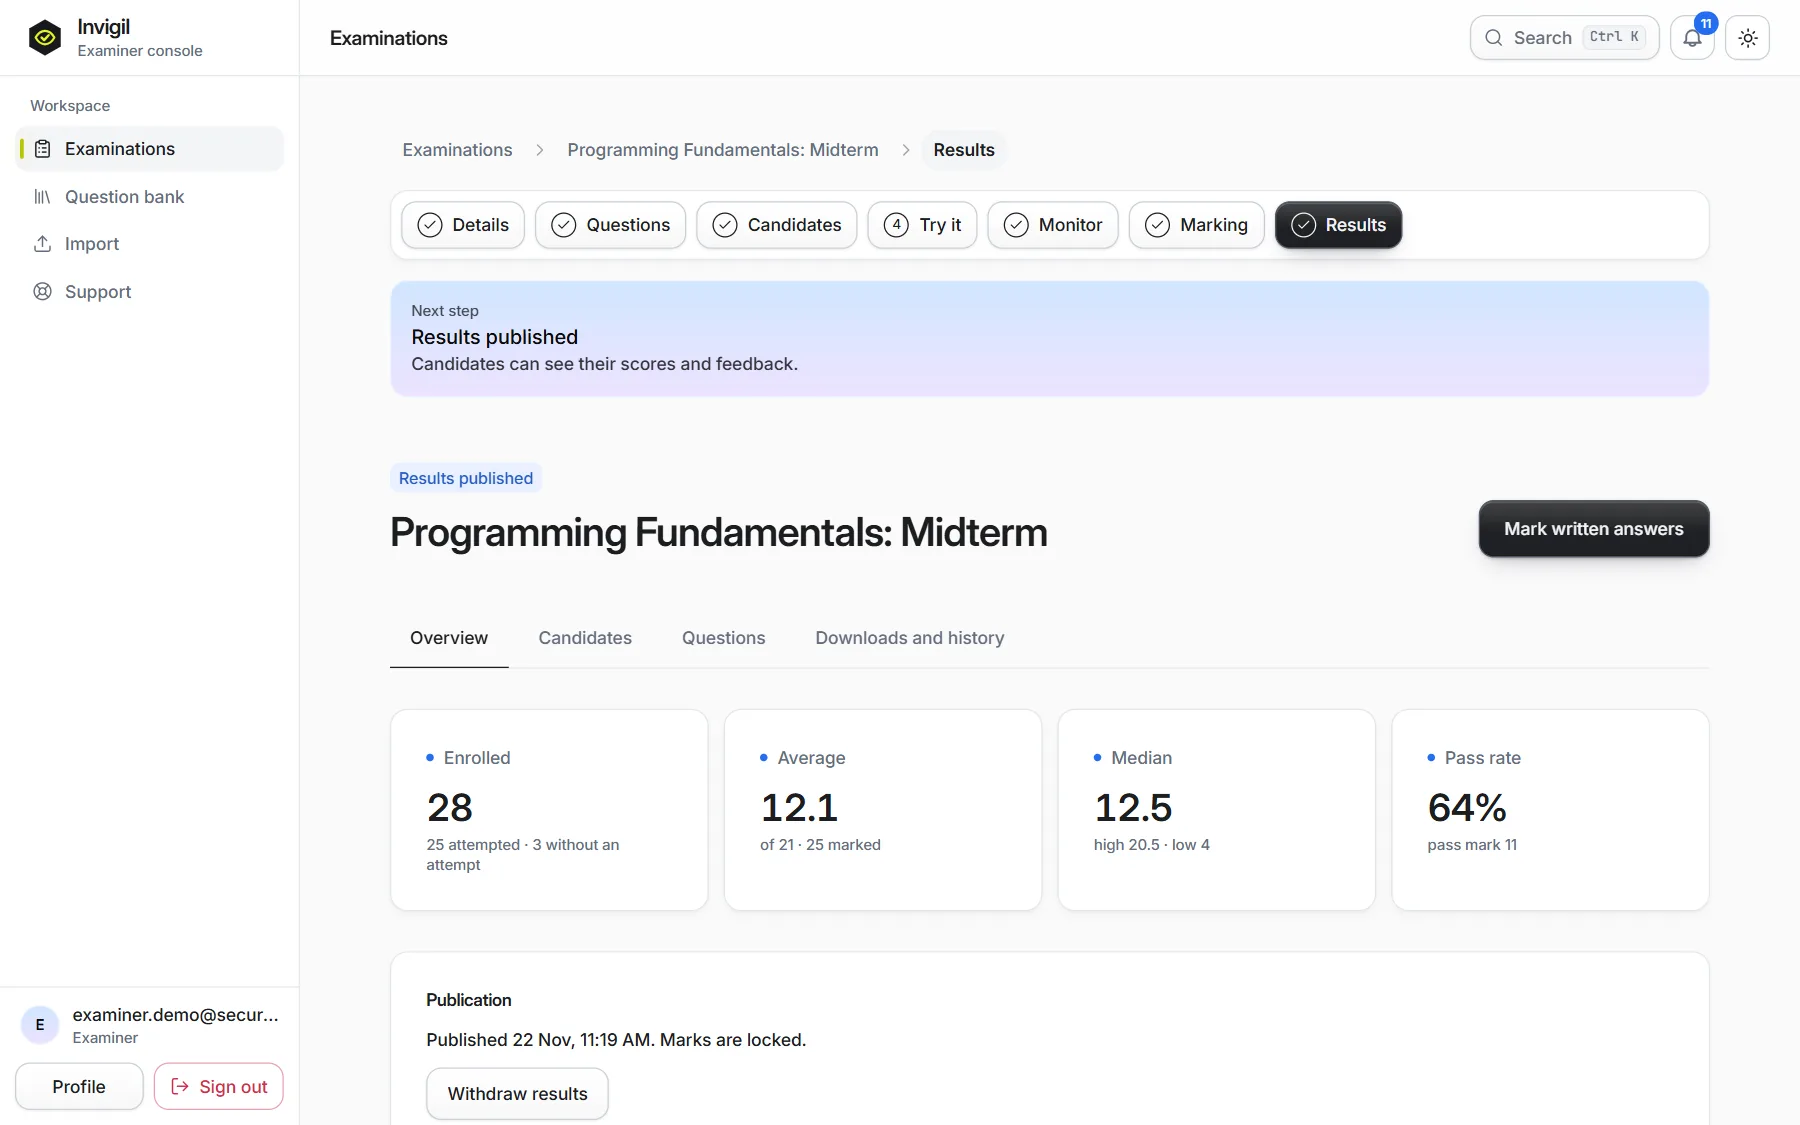 Invigil
Examiner console
Examinations
Search
Ctrl K
11
Workspace
Examinations
Question bank
Import
Support
Examinations
Programming Fundamentals: Midterm
Results
Details
Questions
Candidates
4
Try it
Monitor
Marking
Results
Next step
Results published
Candidates can see their scores and feedback.
Results published
Programming Fundamentals: Midterm
Mark written answers
Overview
Candidates
Questions
Downloads and history
Enrolled
28
25 attempted · 3 without an
attempt
Average
12.1
of 21 · 25 marked
Median
12.5
high 20.5 · low 4
Pass rate
64%
pass mark 11
Publication
Published 22 Nov, 11:19 AM. Marks are locked.
Withdraw results
E
examiner.demo@secur...
Examiner
Profile
Sign out